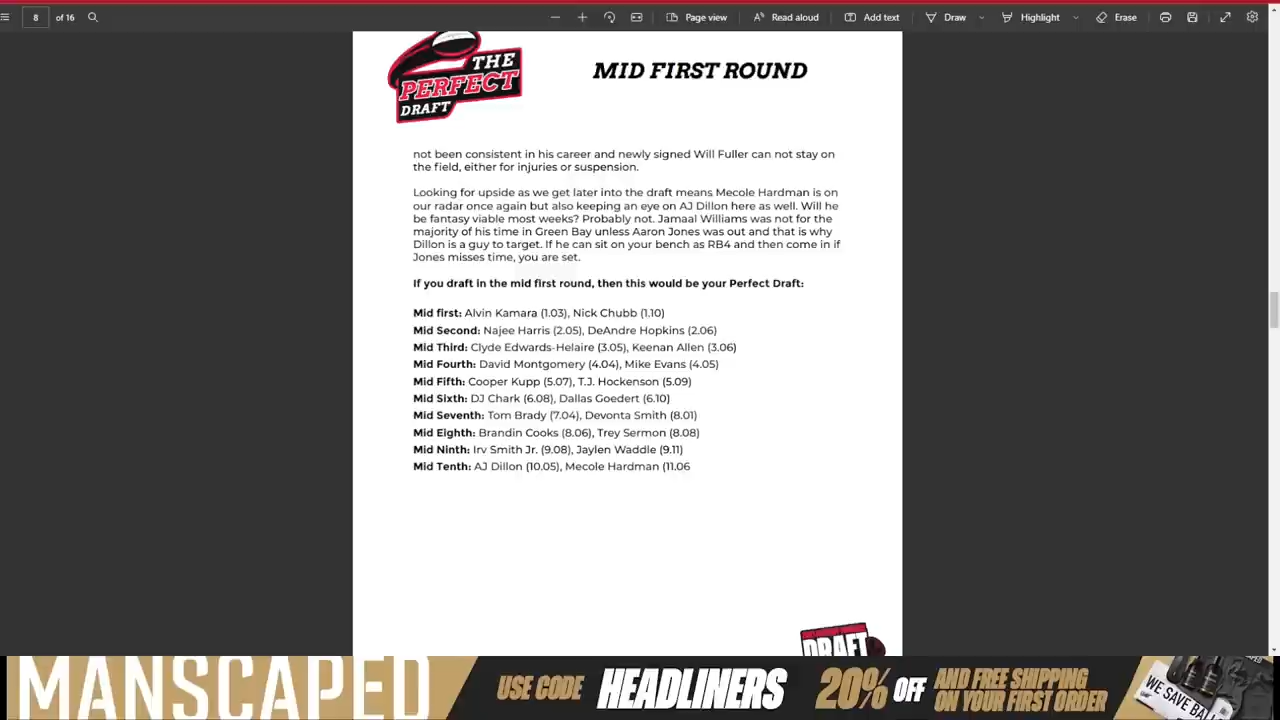 8 of 16
Page view
Read aloud
Add text
Draw
Highlight
Erase
THE
PERFECT
DRAFT
MID FIRST ROUND
not been consistent in his career and newly signed Will Fuller can not stay on
the field, either for injuries or suspension.
Looking for upside as we get later into the draft means Mecole Hardman is on
our radar once again but also keeping an eye on AJ Dillon here as well. Will he
be fantasy viable most weeks? Probably not. Jamaal Williams was not for the
majority of his time in Green Bay unless Aaron Jones was out and that is why
Dillon is a guy to target. If he can sit on your bench as RB4 and then come in if
Jones misses time, you are set.
If you draft in the mid first round, then this would be your Perfect Draft:
Mid first: Alvin Kamara (1.03), Nick Chubb (1.10)
Mid Second: Najee Harris (2.05), DeAndre Hopkins (2.06)
Mid Third: Clyde Edwards-Helaire (3.05), Keenan Allen (3.06)
Mid Fourth: David Montgomery (4.04), Mike Evans (4.05)
Mid Fifth: Cooper Kupp (5.07), T.J. Hockenson (5.09)
Mid Sixth: DJ Chark (6.08), Dallas Goedert (6.10)
Mid Seventh: Tom Brady (7.04), Devonta Smith (8.01)
Mid Eighth: Brandin Cooks (8.06), Trey Sermon (8.08)
Mid Ninth: Irv Smith Jr. (9.08), Jaylen Waddle (9.11)
Mid Tenth: AJ Dillon (10.05), Mecole Hardman (11.06
DRAFT
MANSCAPED
USE CODE HEADLINERS 20% OFF
AND FREE SHIPPING
ON YOUR FIRST ORDER
WE SAVE